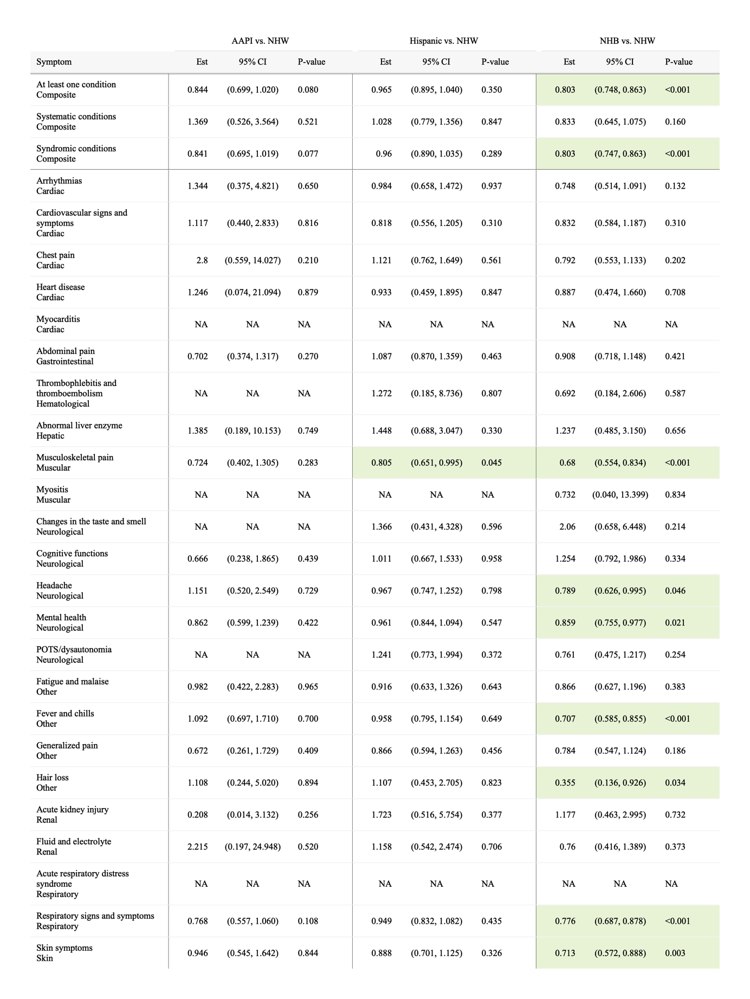 AAPI vs. NHW Hispanic vs. NHW NHB vs. NHW
Symptom Est 95% CI P-value Est 95% CI P-value Est 95% CI P-value
At least one condition
Composite
0.844 (0.699, 1.020) 0.080 0.965 (0.895, 1.040) 0.350 0.803 (0.748, 0.863) <0.001
Systematic conditions
Composite
1.369 (0.526, 3.564) 0.521 1.028 (0.779, 1.356) 0.847 0.833 (0.645, 1.075) 0.160
Syndromic conditions
Composite
0.841 (0.695, 1.019) 0.077 0.96 (0.890, 1.035) 0.289 0.803 (0.747, 0.863) <0.001
Arrhythmias
Cardiac
1.344 (0.375, 4.821) 0.650 0.984 (0.658, 1.472) 0.937 0.748 (0.514, 1.091) 0.132
Cardiovascular signs and
symptoms
Cardiac
1.117 (0.440, 2.833) 0.816 0.818 (0.556, 1.205) 0.310 0.832 (0.584, 1.187) 0.310
Chest pain
Cardiac
2.8 (0.559, 14.027) 0.210 1.121 (0.762, 1.649) 0.561 0.792 (0.553, 1.133) 0.202
Heart disease
Cardiac
1.246 (0.074, 21.094) 0.879 0.933 (0.459, 1.895) 0.847 0.887 (0.474, 1.660) 0.708
Myocarditis
Cardiac
NA NA NA NA NA NA NA NA NA
Abdominal pain
Gastrointestinal
0.702 (0.374, 1.317) 0.270 1.087 (0.870, 1.359) 0.463 0.908 (0.718, 1.148) 0.421
Thrombophlebitis and
thromboembolism
Hematological
NA NA NA 1.272 (0.185, 8.736) 0.807 0.692 (0.184, 2.606) 0.587
Abnormal liver enzyme
Hepatic
1.385 (0.189, 10.153) 0.749 1.448 (0.688, 3.047) 0.330 1.237 (0.485, 3.150) 0.656
Musculoskeletal pain
Muscular
0.724 (0.402, 1.305) 0.283 0.805 (0.651, 0.995) 0.045 0.68 (0.554, 0.834) <0.001
Myositis
Muscular
NA NA NA NA NA NA 0.732 (0.040, 13.399) 0.834
Changes in the taste and smell
Neurological
NA NA NA 1.366 (0.431, 4.328) 0.596 2.06 (0.658, 6.448) 0.214
Cognitive functions
Neurological
0.666 (0.238, 1.865) 0.439 1.011 (0.667, 1.533) 0.958 1.254 (0.792, 1.986) 0.334
Headache
Neurological
1.151 (0.520, 2.549) 0.729 0.967 (0.747, 1.252) 0.798 0.789 (0.626, 0.995) 0.046
Mental health
Neurological
0.862 (0.599, 1.239) 0.422 0.961 (0.844, 1.094) 0.547 0.859 (0.755, 0.977) 0.021
POTS/dysautonomia
Neurological
NA NA NA 1.241 (0.773, 1.994) 0.372 0.761 (0.475, 1.217) 0.254
Fatigue and malaise
Other
0.982 (0.422, 2.283) 0.965 0.916 (0.633, 1.326) 0.643 0.866 (0.627, 1.196) 0.383
Fever and chills
Other
1.092 (0.697, 1.710) 0.700 0.958 (0.795, 1.154) 0.649 0.707 (0.585, 0.855) <0.001
Generalized pain
Other
0.672 (0.261, 1.729) 0.409 0.866 (0.594, 1.263) 0.456 0.784 (0.547, 1.124) 0.186
Hair loss
Other
1.108 (0.244, 5.020) 0.894 1.107 (0.453, 2.705) 0.823 0.355 (0.136, 0.926) 0.034
Acute kidney injury
Renal
0.208 (0.014, 3.132) 0.256 1.723 (0.516, 5.754) 0.377 1.177 (0.463, 2.995) 0.732
Fluid and electrolyte
Renal
2.215 (0.197, 24.948) 0.520 1.158 (0.542, 2.474) 0.706 0.76 (0.416, 1.389) 0.373
Acute respiratory distress
syndrome
Respiratory
NA NA NA NA NA NA NA NA NA
Respiratory signs and symptoms
Respiratory
0.768 (0.557, 1.060) 0.108 0.949 (0.832, 1.082) 0.435 0.776 (0.687, 0.878) <0.001
Skin symptoms
Skin
0.946 (0.545, 1.642) 0.844 0.888 (0.701, 1.125) 0.326 0.713 (0.572, 0.888) 0.003